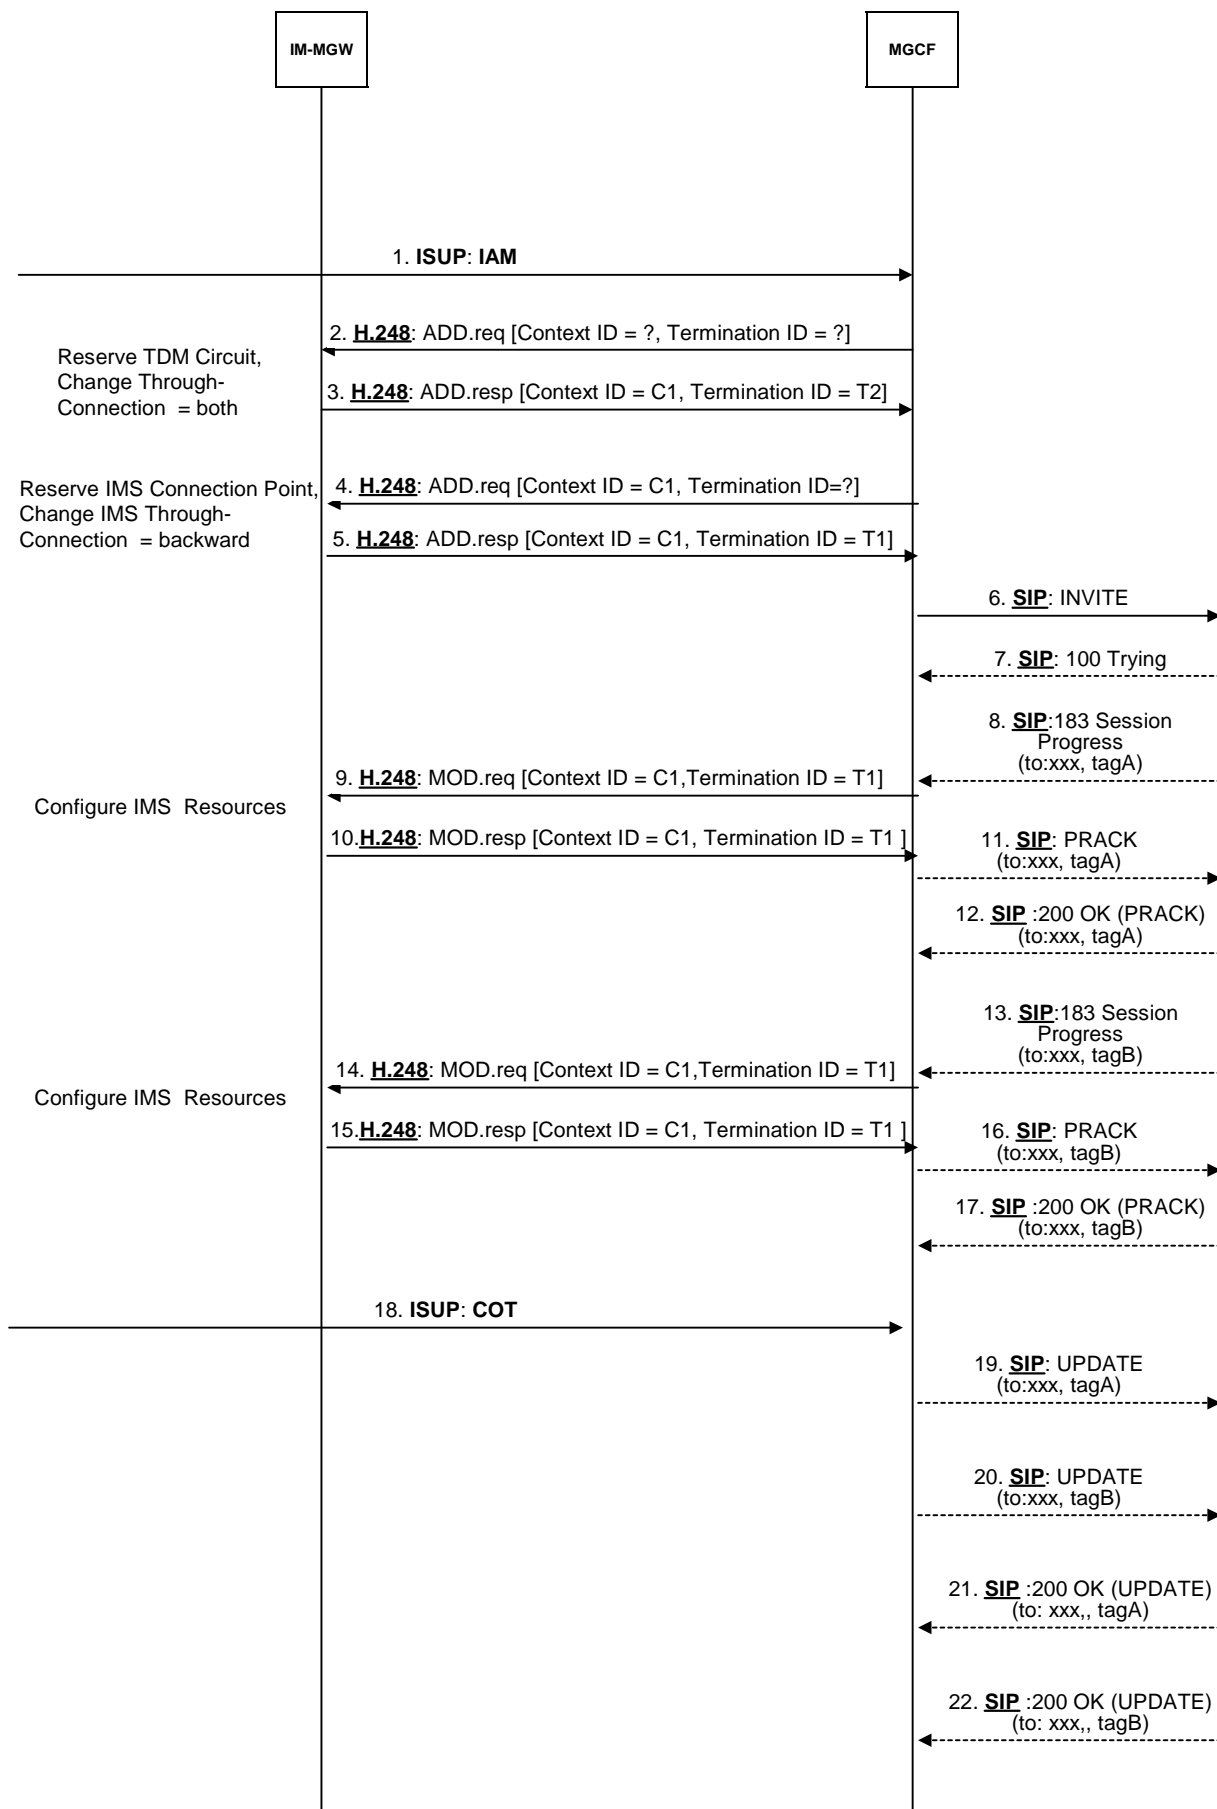 IM-MGW
MGCF
1. ISUP: IAM
2. H.248: ADD.req [Context ID = ?, Termination ID = ?]
Reserve TDM Circuit,
Change Through-
Connection = both
3. H.248: ADD.resp [Context ID = C1, Termination ID = T2]
Reserve IMS Connection Point,
Change IMS Through-
Connection = backward
4. H.248: ADD.req [Context ID = C1, Termination ID=?]
5. H.248: ADD.resp [Context ID = C1, Termination ID = T1]
6. SIP: INVITE
7. SIP: 100 Trying
8. SIP:183 Session
Progress
(to:xxx, tagA)
9. H.248: MOD.req [Context ID = C1,Termination ID = T1]
Configure IMS Resources
10.H.248: MOD.resp [Context ID = C1, Termination ID = T1 ]
11. SIP: PRACK
(to:xxx, tagA)
12. SIP :200 OK (PRACK)
(to:xxx, tagA)
13. SIP:183 Session
Progress
(to:xxx, tagB)
14. H.248: MOD.req [Context ID = C1,Termination ID = T1]
Configure IMS Resources
15.H.248: MOD.resp [Context ID = C1, Termination ID = T1 ]
16. SIP: PRACK
(to:xxx, tagB)
17. SIP :200 OK (PRACK)
(to:xxx, tagB)
18. ISUP: COT
19. SIP: UPDATE
(to:xxx, tagA)
20. SIP: UPDATE
(to:xxx, tagB)
21. SIP :200 OK (UPDATE)
(to: xxx,, tagA)
22. SIP :200 OK (UPDATE)
(to: xxx,, tagB)